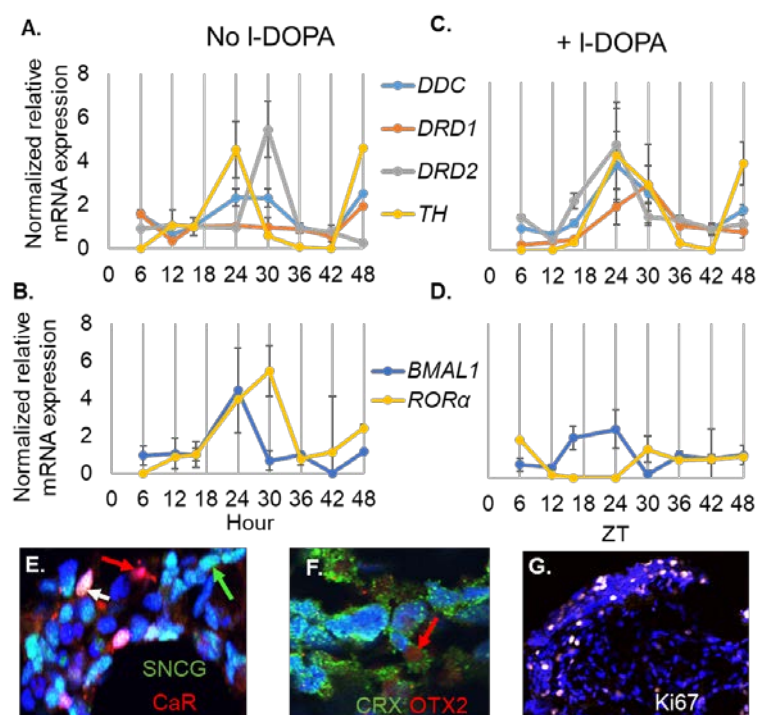 A.
No l-DOPA
C.
+ l-DOPA
Normalized relative
mRNA expression
8
6
4
2
0
0 6 12 18 24 30 36 42 48
DDC
DRD1
DRD2
TH
0 6 12 18 24 30 36 42 48
B.
D.
Normalized relative
mRNA expression
8
6
4
2
0
0 6 12 18 24 30 36 42 48
Hour
BMAL1
RORα
0 6 12 18 24 30 36 42 48
ZT
E.
SNCG
CaR
F.
CRX OTX2
G.
Ki67